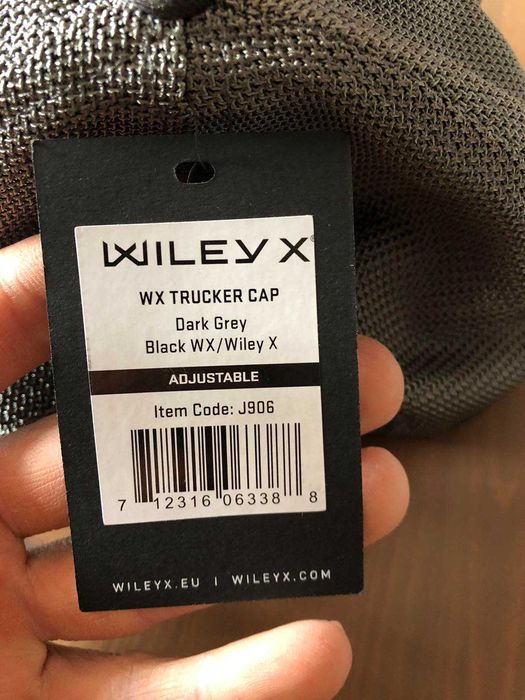 WILEY X®
WX TRUCKER CAP
Dark Grey
Black WX/Wiley X
ADJUSTABLE
Item Code: J906
7 12316 06338 8
WILEYX.EU | WILEYX.COM